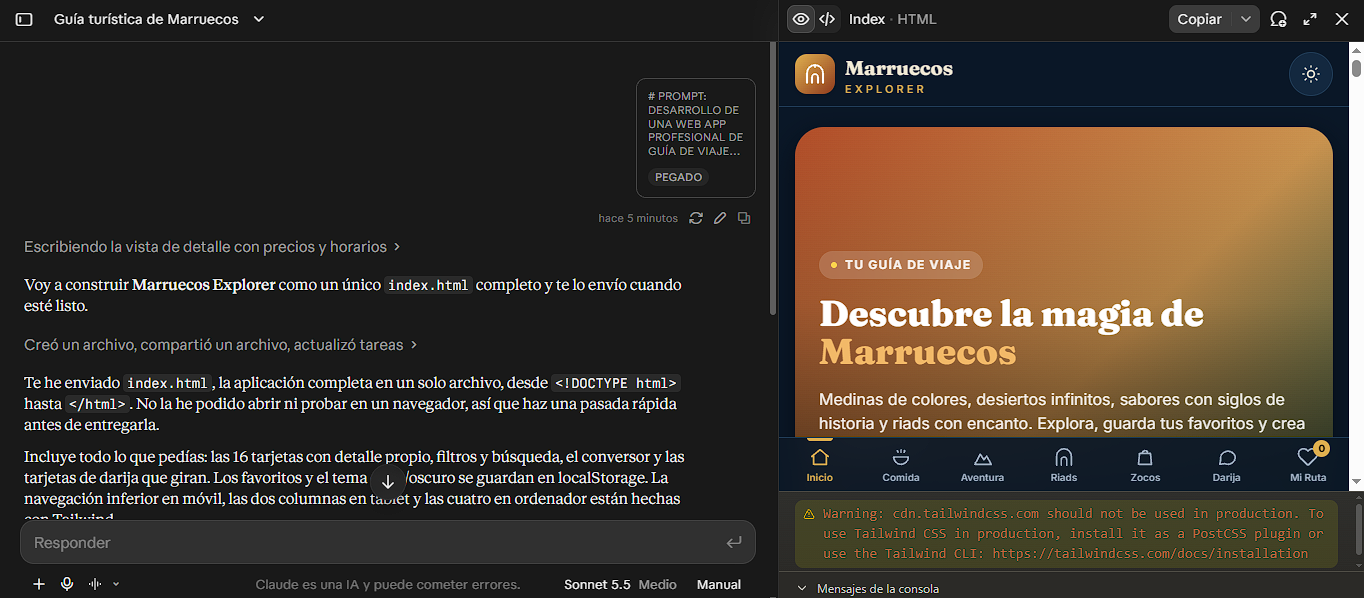 Guía turística de Marruecos
# PROMPT:
DESARROLLO DE
UNA WEB APP
PROFESIONAL DE
GUÍA DE VIAJE...
PEGADO
hace 5 minutos
Escribiendo la vista de detalle con precios y horarios
Voy a construir Marruecos Explorer como un único index.html completo y te lo envío cuando
esté listo.
Creó un archivo, compartió un archivo, actualizó tareas
Te he enviado index.html, la aplicación completa en un solo archivo, desde <!DOCTYPE html>
hasta </html>. No la he podido abrir ni probar en un navegador, así que haz una pasada rápida
antes de entregarla.
Incluye todo lo que pedías: las 16 tarjetas con detalle propio, filtros y búsqueda, el conversor y las
tarjetas de darija que giran. Los favoritos y el tema /oscuro se guardan en localStorage. La
navegación inferior en móvil, las dos columnas en tablet y las cuatro en ordenador están hechas
con Tailwind.
Responder
Claude es una IA y puede cometer errores.
Sonnet 5.5 Medio
Manual
Index · HTML
Copiar
Marruecos
EXPLORER
TU GUÍA DE VIAJE
Descubre la magia de
Marruecos
Medinas de colores, desiertos infinitos, sabores con siglos de
historia y riads con encanto. Explora, guarda tus favoritos y crea
0
Inicio
Comida
Aventura
Riads
Zocos
Darija
Mi Ruta
Warning: cdn.tailwindcss.com should not be used in production. To
use Tailwind CSS in production, install it as a PostCSS plugin or
use the Tailwind CLI: https://tailwindcss.com/docs/installation
Mensajes de la consola